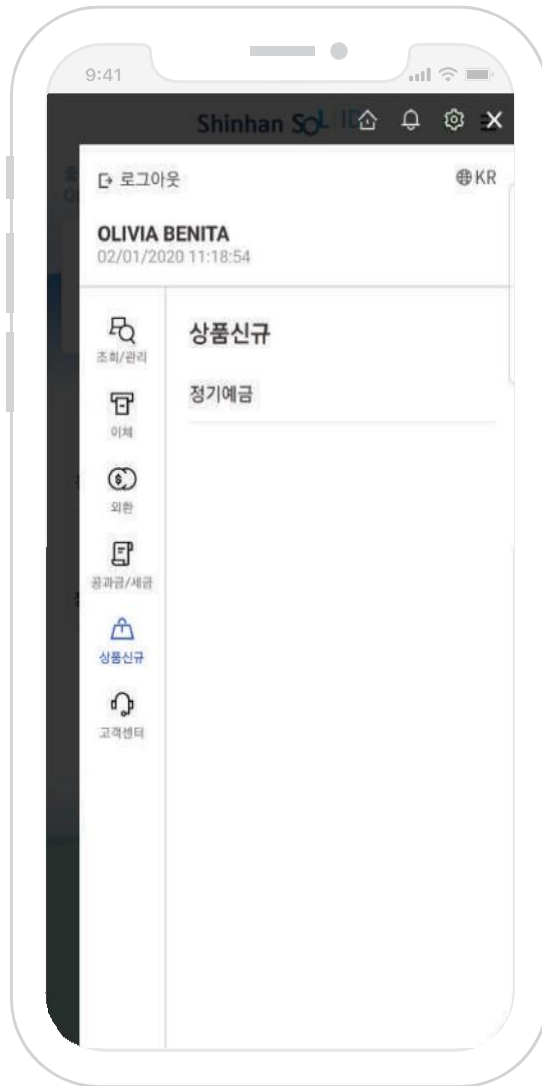 9:41
Shinhan SOL ID
로그아웃
KR
OLIVIA BENITA
02/01/2020 11:18:54
조회/관리
상품신규
정기예금
이체
외환
공과금/세금
상품신규
고객센터